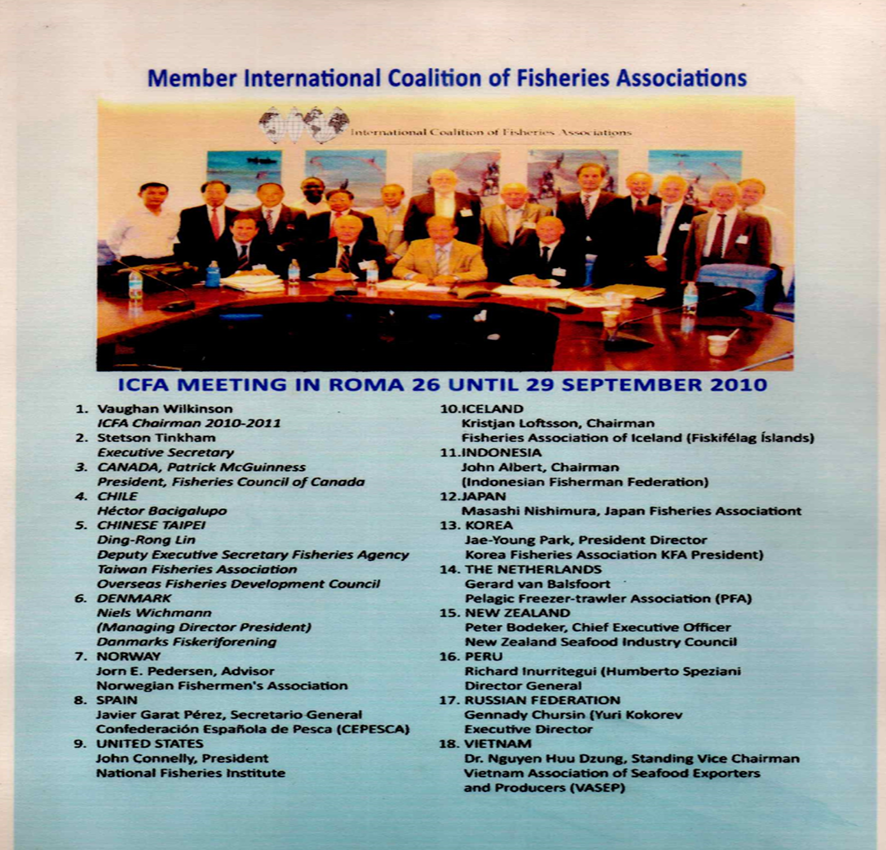 Member International Coalition of Fisheries Associations
International Coalition of Fisheries Associations
ICFA MEETING IN ROMA 26 UNTIL 29 SEPTEMBER 2010
1. Vaughan Wilkinson
ICFA Chairman 2010-2011
2. Stetson Tinkham
Executive Secretary
3. CANADA, Patrick McGuinness
President, Fisheries Council of Canada
4. CHILE
Héctor Bacigalupo
5. CHINESE TAIPEI
Ding-Rong Lin
Deputy Executive Secretary Fisheries Agency
Taiwan Fisheries Association
Overseas Fisheries Development Council
6. DENMARK
Niels Wichmann
(Managing Director President)
Danmarks Fiskeriforening
7. NORWAY
Jorn E. Pedersen, Advisor
Norwegian Fishermen's Association
8. SPAIN
Javier Garat Pérez, Secretario General
Confederación Española de Pesca (CEPESCA)
9. UNITED STATES
John Connelly, President
National Fisheries Institute
10.ICELAND
Kristjan Loftsson, Chairman
Fisheries Association of Iceland (Fiskifélag Íslands)
11.INDONESIA
John Albert, Chairman
(Indonesian Fisherman Federation)
12.JAPAN
Masashi Nishimura, Japan Fisheries Associationt
13. KOREA
Jae-Young Park, President Director
Korea Fisheries Association KFA President)
14. THE NETHERLANDS
Gerard van Balsfoort
Pelagic Freezer-trawler Association (PFA)
15. NEW ZEALAND
Peter Bodeker, Chief Executive Officer
New Zealand Seafood Industry Council
16. PERU
Richard Inurritegui (Humberto Speziani
Director General
17. RUSSIAN FEDERATION
Gennady Chursin (Yuri Kokorev
Executive Director
18. VIETNAM
Dr. Nguyen Huu Dzung, Standing Vice Chairman
Vietnam Association of Seafood Exporters
and Producers (VASEP)